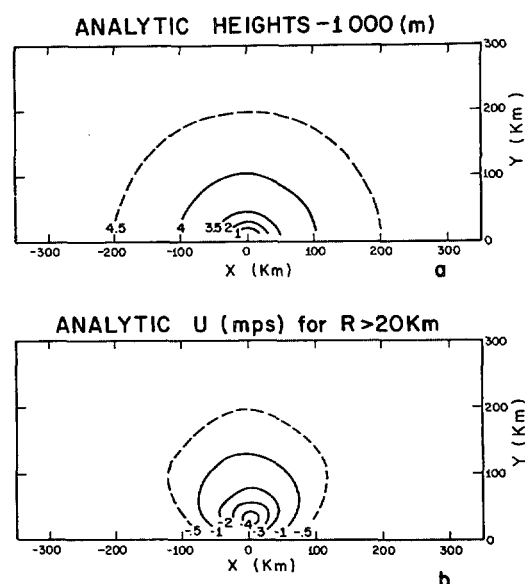 ANALYTIC HEIGHTS -1000 (m)
300
200
100
0
4.5 4 3.5 2 1
-300 -200 -100 0 100 200 300
X (Km)
Y (Km)
a
ANALYTIC U (mps) for R>20Km
300
200
100
0
-.5 -1 -2 -4 -3 -1 -.5
-300 -200 -100 0 100 200 300
X (Km)
Y (Km)
b